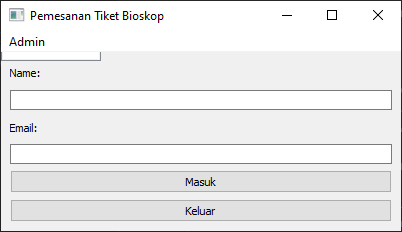 Pemesanan Tiket Bioskop
Admin
Name:
Email:
Masuk
Keluar